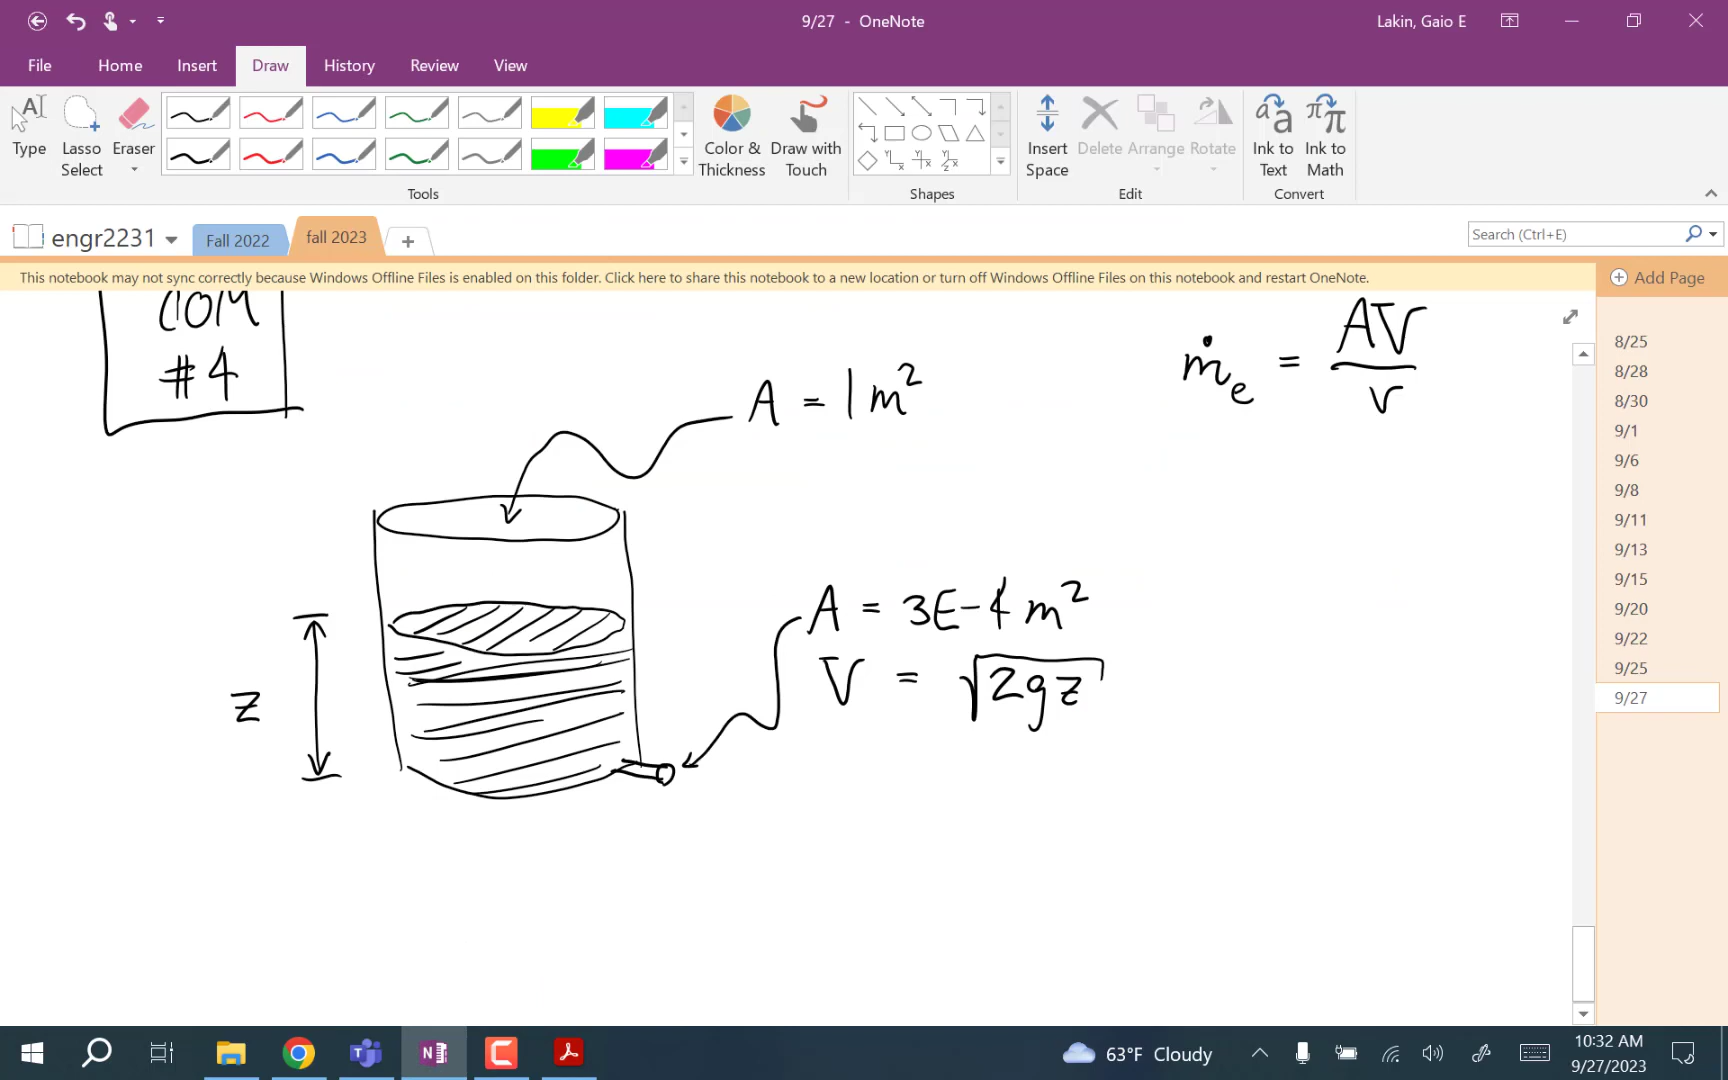 9/27 - OneNote
Lakin, Gaio E
File Home Insert Draw History Review View
Type
Lasso Select
Eraser
Color & Thickness
Draw with Touch
Insert Space
Delete
Arrange
Rotate
Ink to Text
Ink to Math
Tools
Shapes
Edit
Convert
engr2231
Fall 2022
fall 2023
Search (Ctrl+E)
This notebook may not sync correctly because Windows Offline Files is enabled on this folder. Click here to share this notebook to a new location or turn off Windows Offline Files on this notebook and restart OneNote.
Add Page
8/25
8/28
8/30
9/1
9/6
9/8
9/11
9/13
9/15
9/20
9/22
9/25
9/27
COM
#4
A = 1 m²
ṁₑ = AV / v
A = 3E-4 m²
V = √2gz
z
63°F Cloudy
10:32 AM
9/27/2023